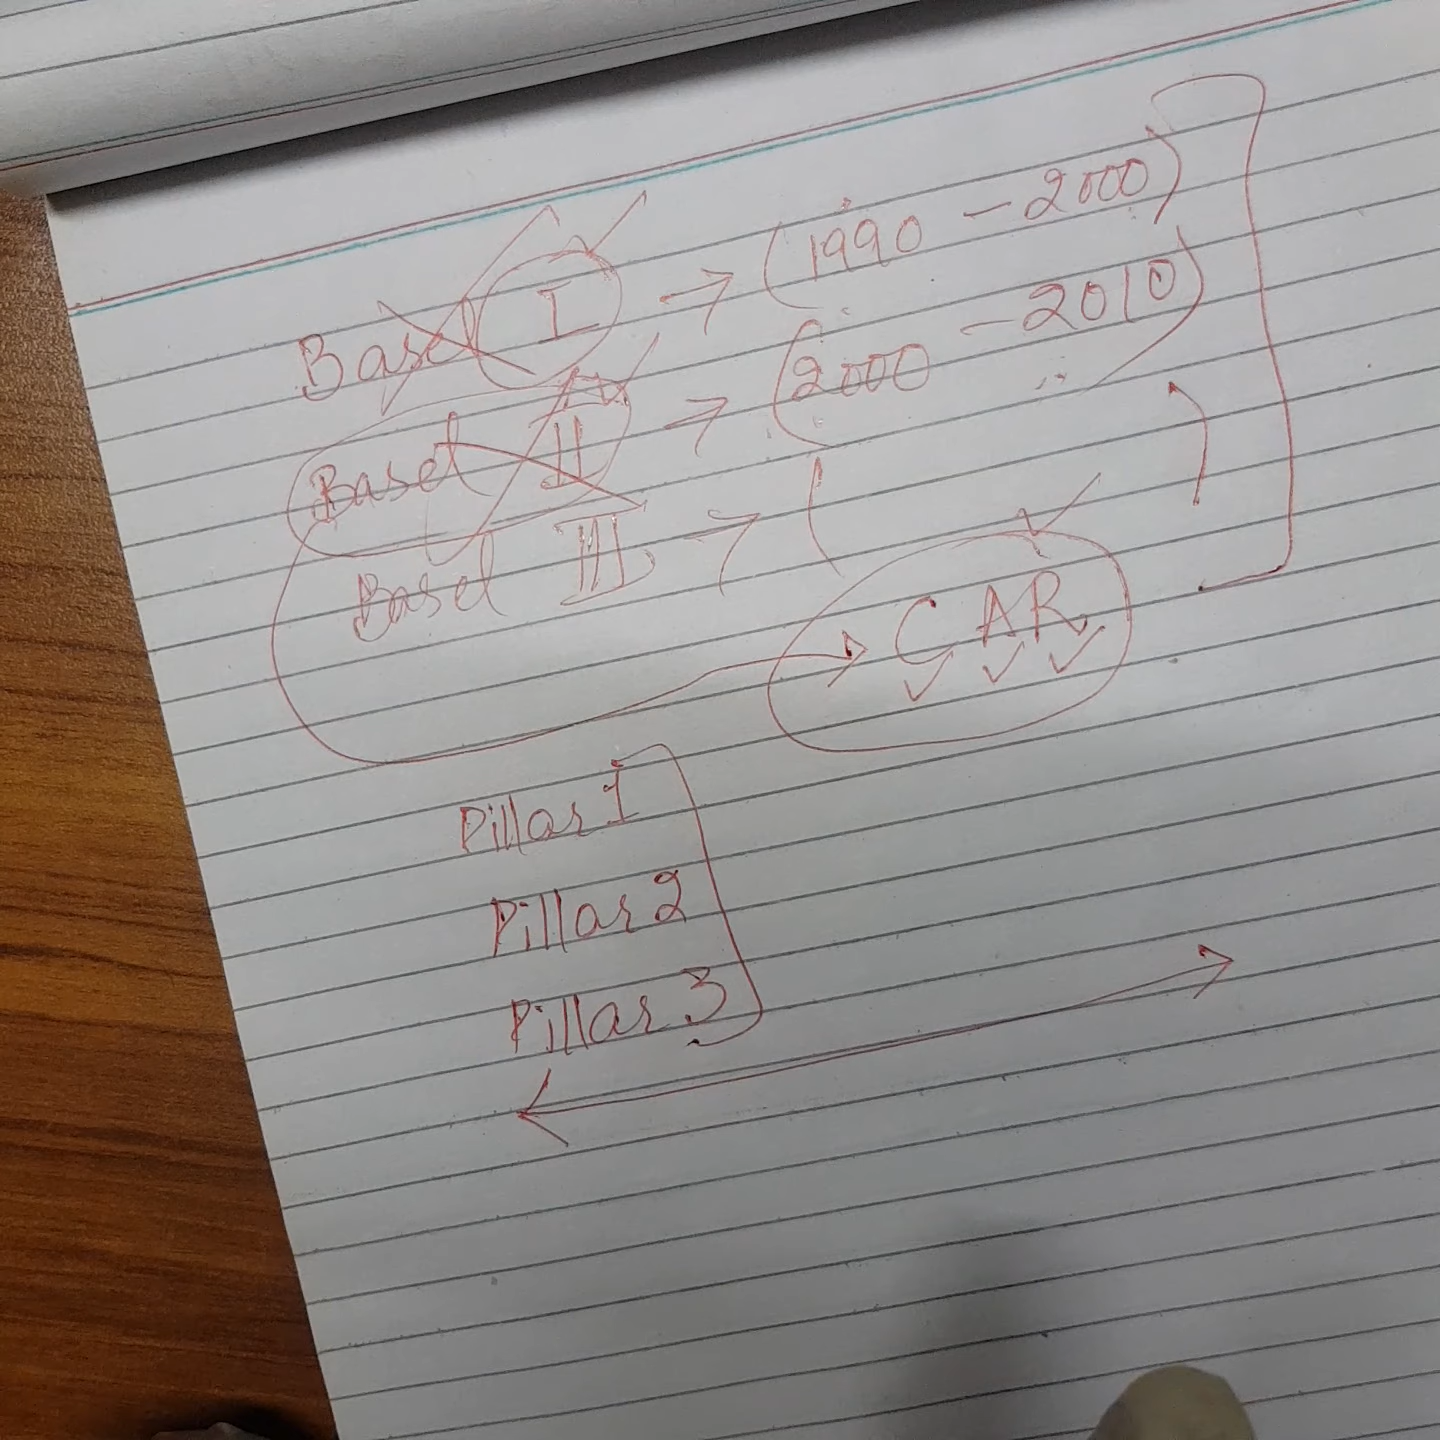 Basel I → (1990 - 2000)
Basel II → (2000 - 2010)
Basel III → ( )
→ CAR
Pillar 1
Pillar 2
Pillar 3